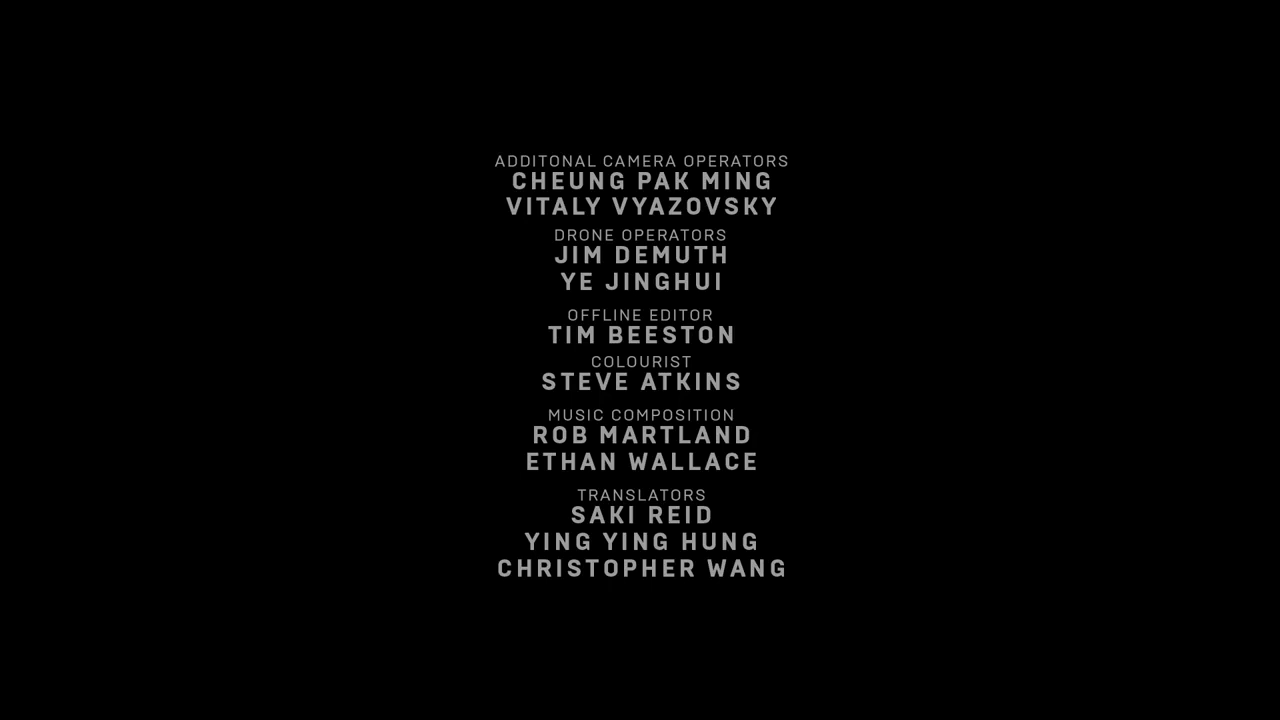 ADDITONAL CAMERA OPERATORS
CHEUNG PAK MING
VITALY VYAZOVSKY
DRONE OPERATORS
JIM DEMUTH
YE JINGHUI
OFFLINE EDITOR
TIM BEESTON
COLOURIST
STEVE ATKINS
MUSIC COMPOSITION
ROB MARTLAND
ETHAN WALLACE
TRANSLATORS
SAKI REID
YING YING HUNG
CHRISTOPHER WANG